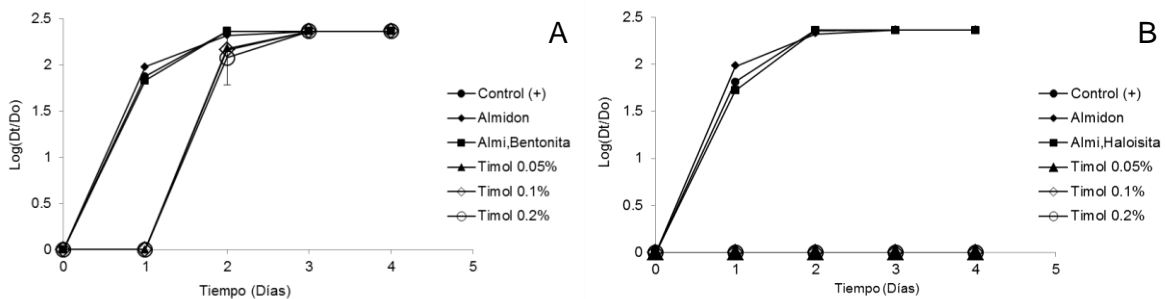 A
2.5
2
1.5
1
0.5
0
Log(Dt/Do)
0 1 2 3 4 5
Tiempo (Días)
Control (+)
Almidon
Almi,Bentonita
Timol 0.05%
Timol 0.1%
Timol 0.2%
B
2.5
2
1.5
1
0.5
0
Log(Dt/Do)
0 1 2 3 4 5
Tiempo (Días)
Control (+)
Almidon
Almi,Haloisita
Timol 0.05%
Timol 0.1%
Timol 0.2%